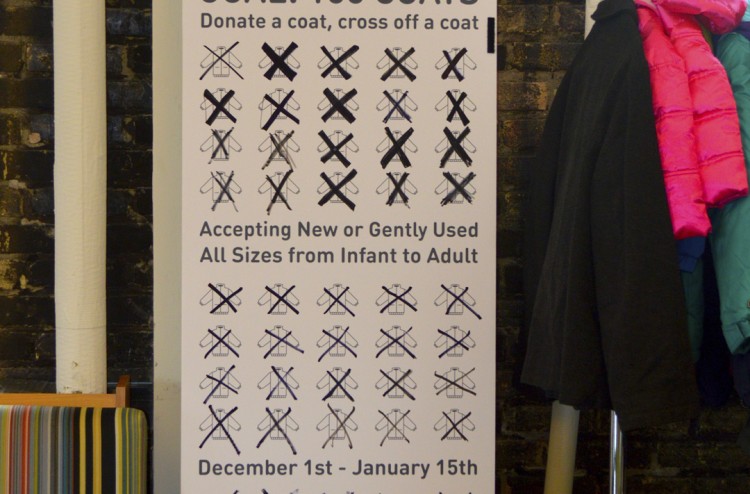 Donate a coat, cross off a coat
Accepting New or Gently Used
All Sizes from Infant to Adult
December 1st - January 15th